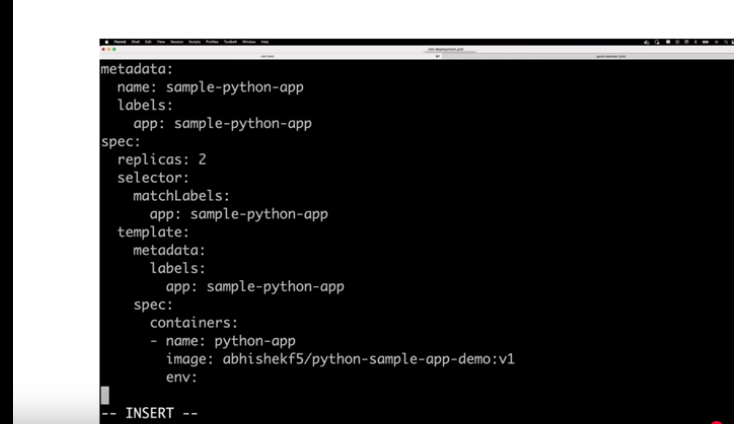 metadata:
  name: sample-python-app
  labels:
    app: sample-python-app
spec:
  replicas: 2
  selector:
    matchLabels:
      app: sample-python-app
  template:
    metadata:
      labels:
        app: sample-python-app
    spec:
      containers:
      - name: python-app
        image: abhishekf5/python-sample-app-demo:v1
        env:
-- INSERT --